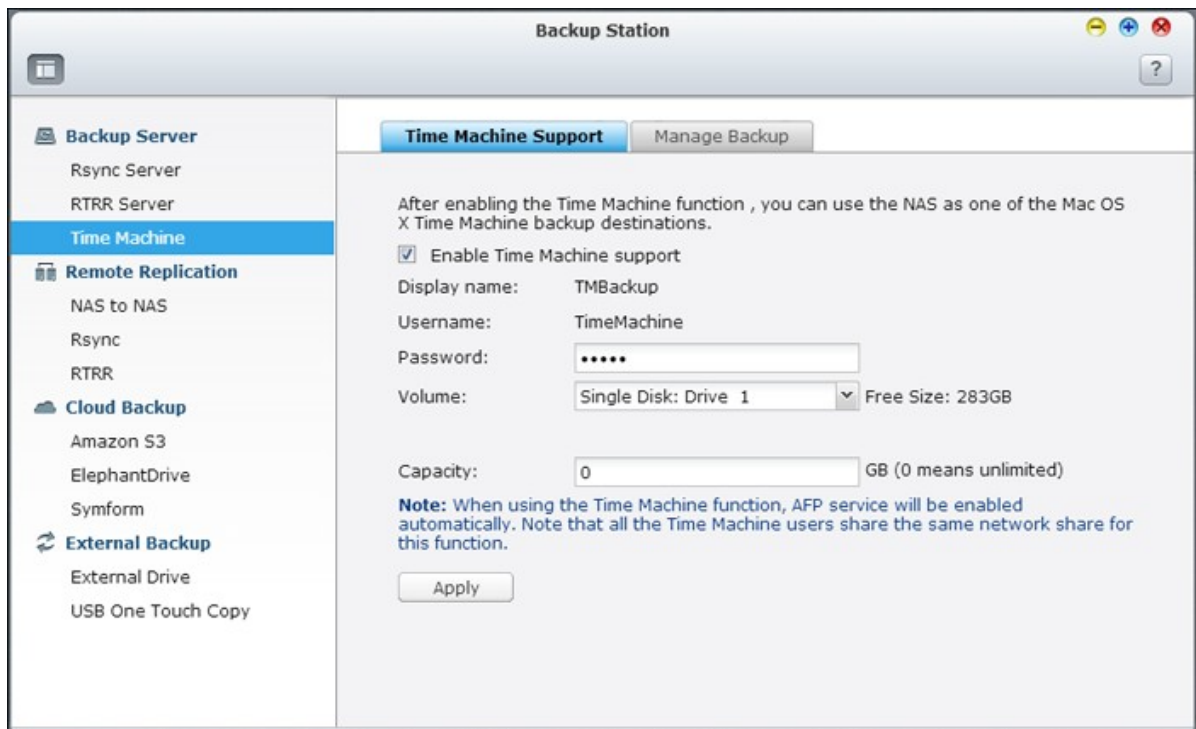 Backup Station
?
Backup Server
Rsync Server
RTRR Server
Time Machine
Remote Replication
NAS to NAS
Rsync
RTRR
Cloud Backup
Amazon S3
ElephantDrive
Symform
External Backup
External Drive
USB One Touch Copy
Time Machine Support
Manage Backup
After enabling the Time Machine function , you can use the NAS as one of the Mac OS
X Time Machine backup destinations.
Enable Time Machine support
Display name: TMBackup
Username: TimeMachine
Password: •••••
Volume: Single Disk: Drive 1 Free Size: 283GB
Capacity: 0 GB (0 means unlimited)
Note: When using the Time Machine function, AFP service will be enabled
automatically. Note that all the Time Machine users share the same network share for
this function.
Apply